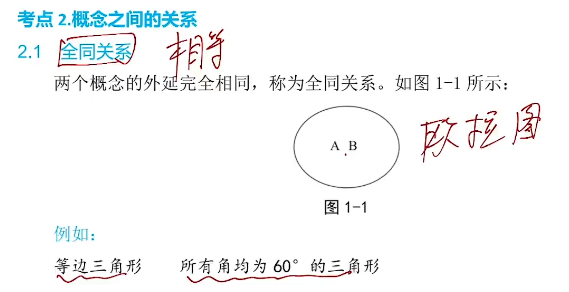 考点 2.概念之间的关系
2.1 全同关系 相等
两个概念的外延完全相同，称为全同关系。如图 1-1 所示：
A B
欧拉图
图 1-1
例如：
等边三角形 所有角均为 60°的三角形